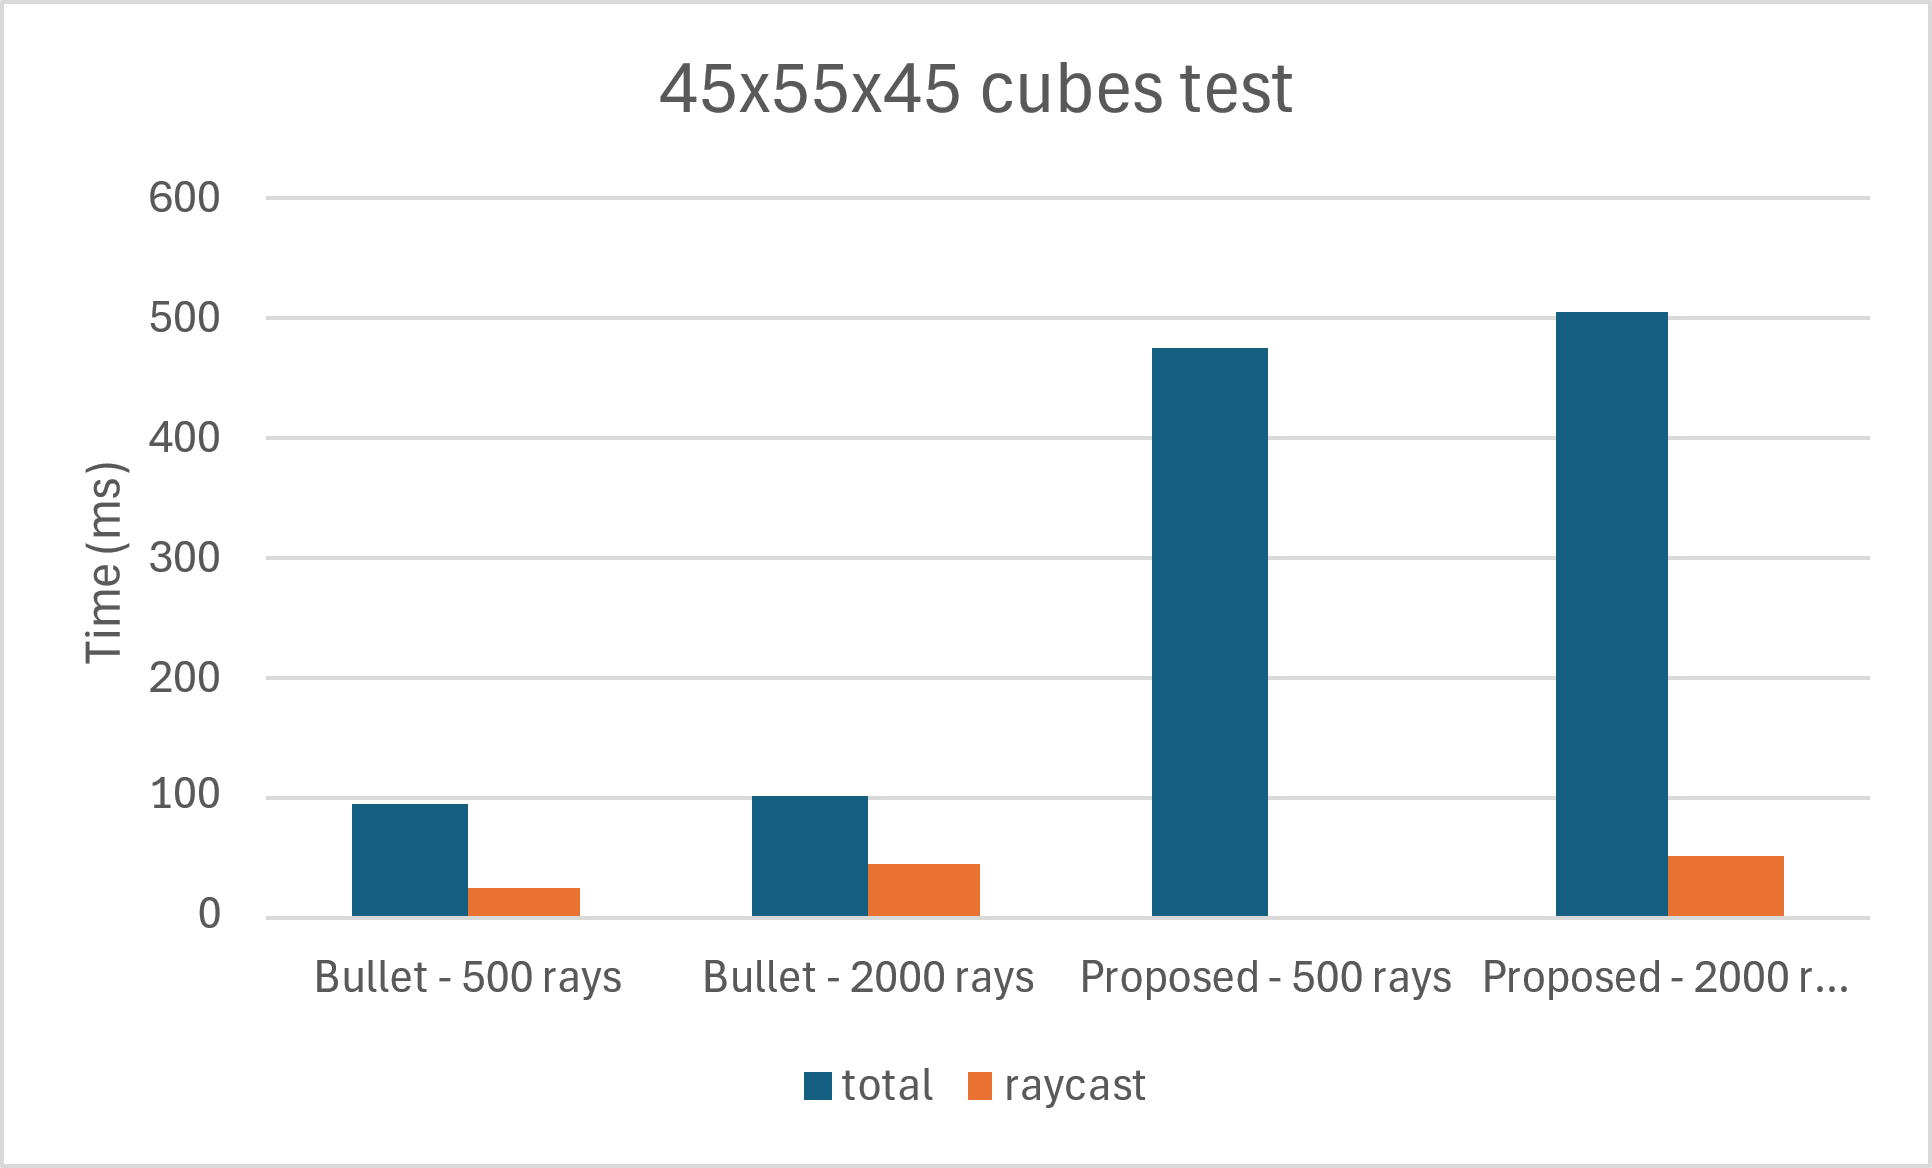 45x55x45 cubes test
600
500
400
300
200
100
0
Time (ms)
Bullet - 500 rays
Bullet - 2000 rays
Proposed - 500 rays
Proposed - 2000 r...
total
raycast